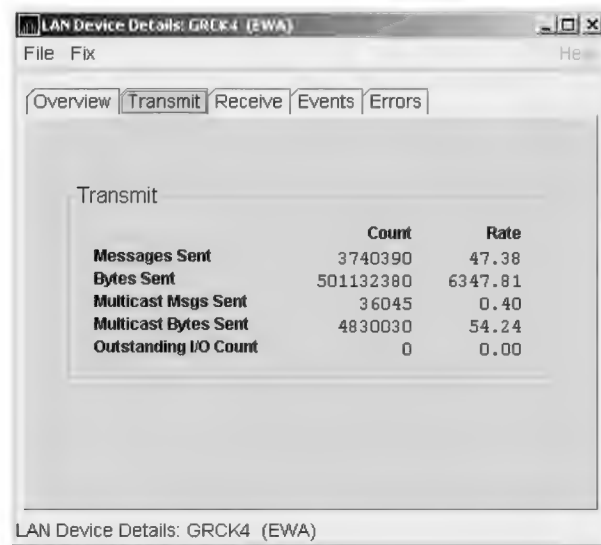 LAN Device Details: GRCK4 (EWA)
File Fix
Overview Transmit Receive Events Errors
Transmit
Count Rate
Messages Sent 3740390 47.38
Bytes Sent 501132380 6347.81
Multicast Msgs Sent 36045 0.40
Multicast Bytes Sent 4830030 54.24
Outstanding I/O Count 0 0.00
LAN Device Details: GRCK4 (EWA)